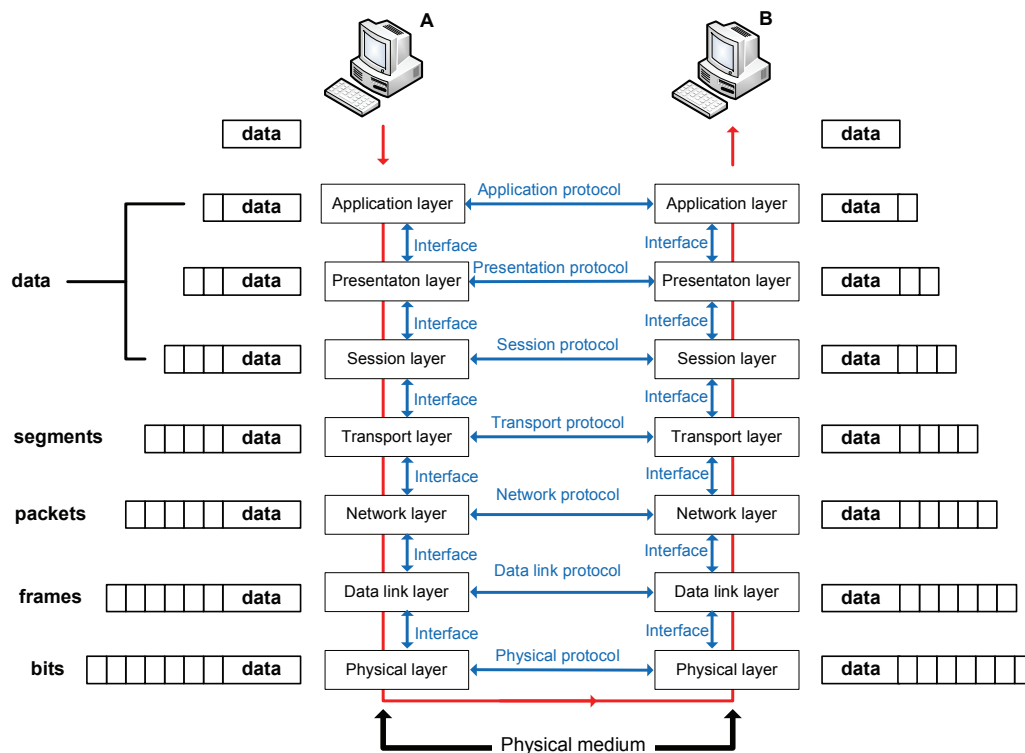 A
B
data
data
data
Application layer
Application protocol
Application layer
data
Interface
Interface
data
data
Presentaton layer
Presentation protocol
Presentaton layer
data
Interface
Interface
data
Session layer
Session protocol
Session layer
data
Interface
Interface
segments
data
Transport layer
Transport protocol
Transport layer
data
Interface
Interface
packets
data
Network layer
Network protocol
Network layer
data
Interface
Interface
frames
data
Data link layer
Data link protocol
Data link layer
data
Interface
Interface
bits
data
Physical layer
Physical protocol
Physical layer
data
Physical medium